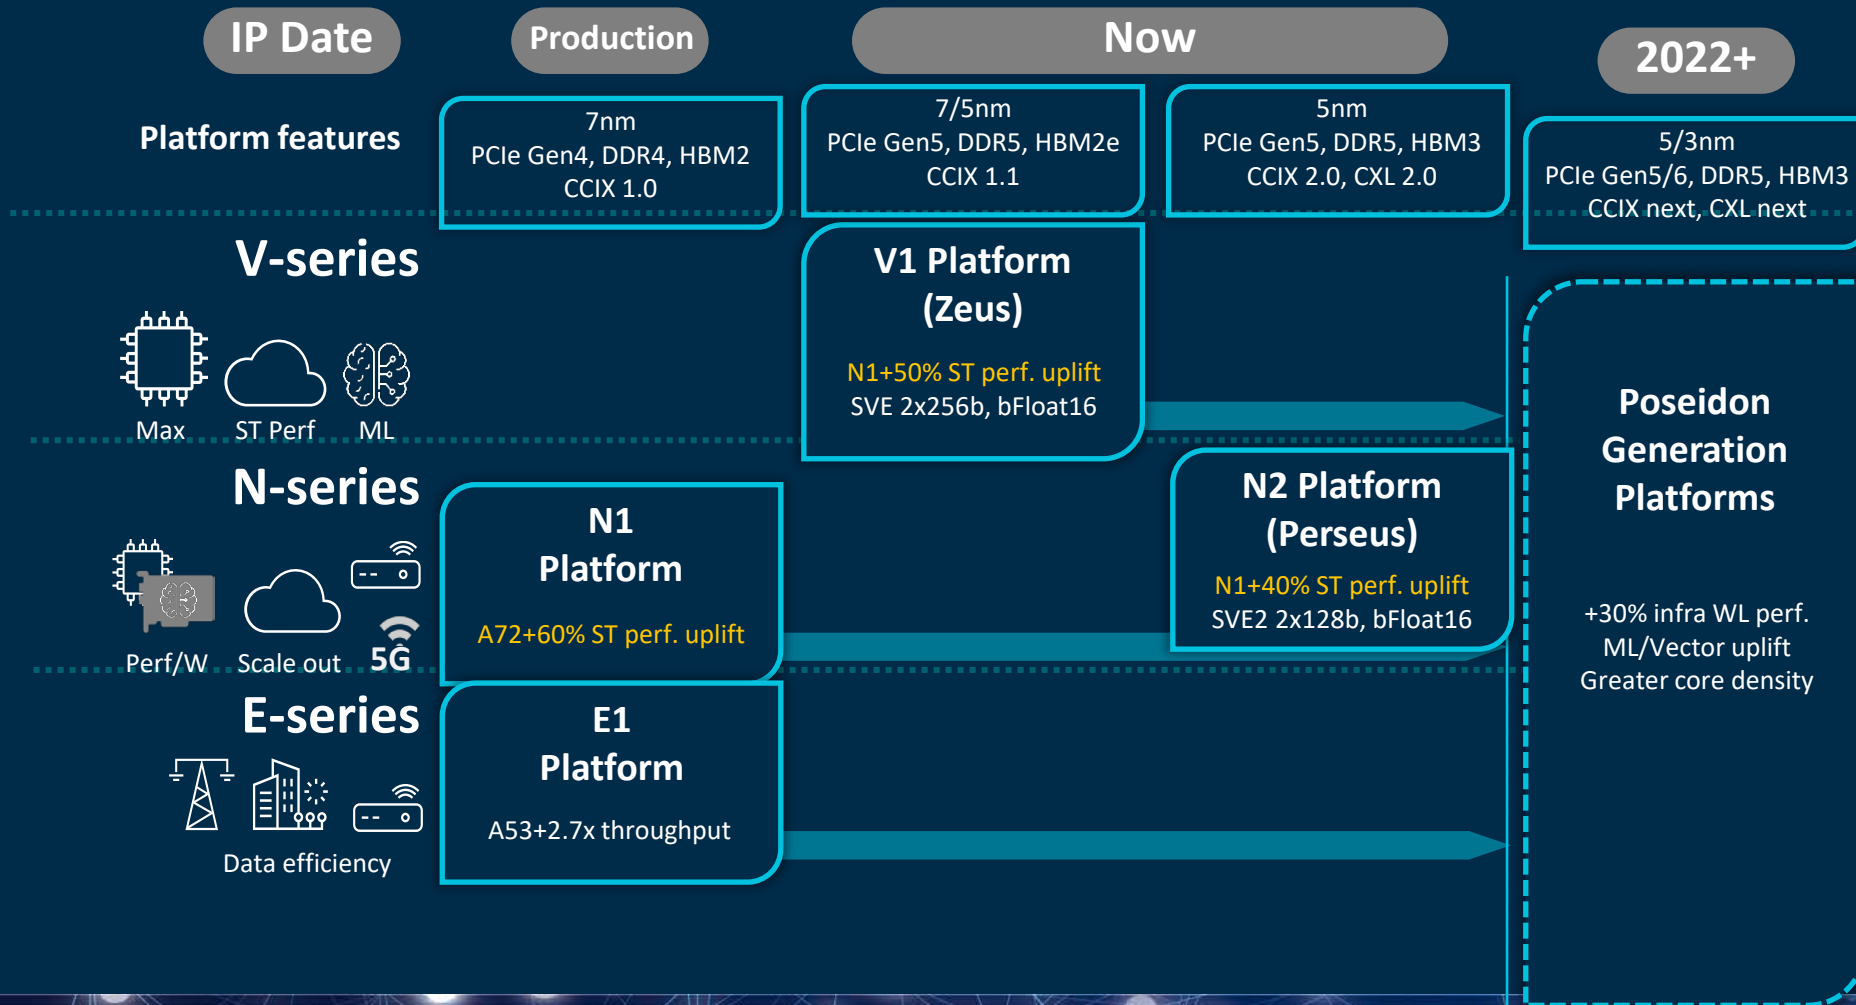 IP Date
Production
Now
2022+
Platform features
7nm
PCIe Gen4, DDR4, HBM2
CCIX 1.0
7/5nm
PCIe Gen5, DDR5, HBM2e
CCIX 1.1
5nm
PCIe Gen5, DDR5, HBM3
CCIX 2.0, CXL 2.0
5/3nm
PCIe Gen5/6, DDR5, HBM3
CCIX next, CXL next
V-series
Max
ST Perf
ML
V1 Platform
(Zeus)
N1+50% ST perf. uplift
SVE 2x256b, bFloat16
N-series
Perf/W
Scale out
5G
N1
Platform
A72+60% ST perf. uplift
N2 Platform
(Perseus)
N1+40% ST perf. uplift
SVE2 2x128b, bFloat16
E-series
Data efficiency
E1
Platform
A53+2.7x throughput
Poseidon
Generation
Platforms
+30% infra WL perf.
ML/Vector uplift
Greater core density